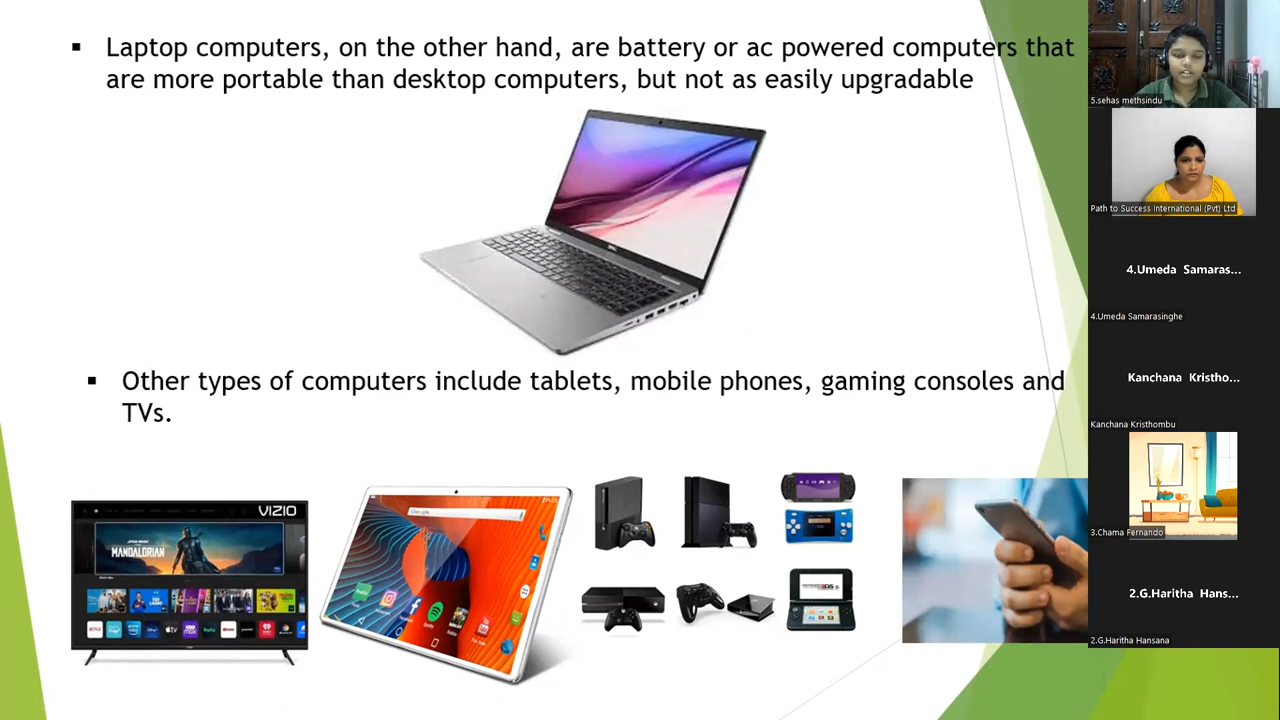 Laptop computers, on the other hand, are battery or ac powered computers that
are more portable than desktop computers, but not as easily upgradable
Other types of computers include tablets, mobile phones, gaming consoles and
TVs.
VIZIO
THE
MANDALORIAN
Google
5.sehas methsindu
Path to Success International (Pvt) Ltd
4.Umeda Samaras...
4.Umeda Samarasinghe
Kanchana Kristho...
Kanchana Kristhombu
3.Chama Fernando
2.G.Haritha Hans...
2.G.Haritha Hansana